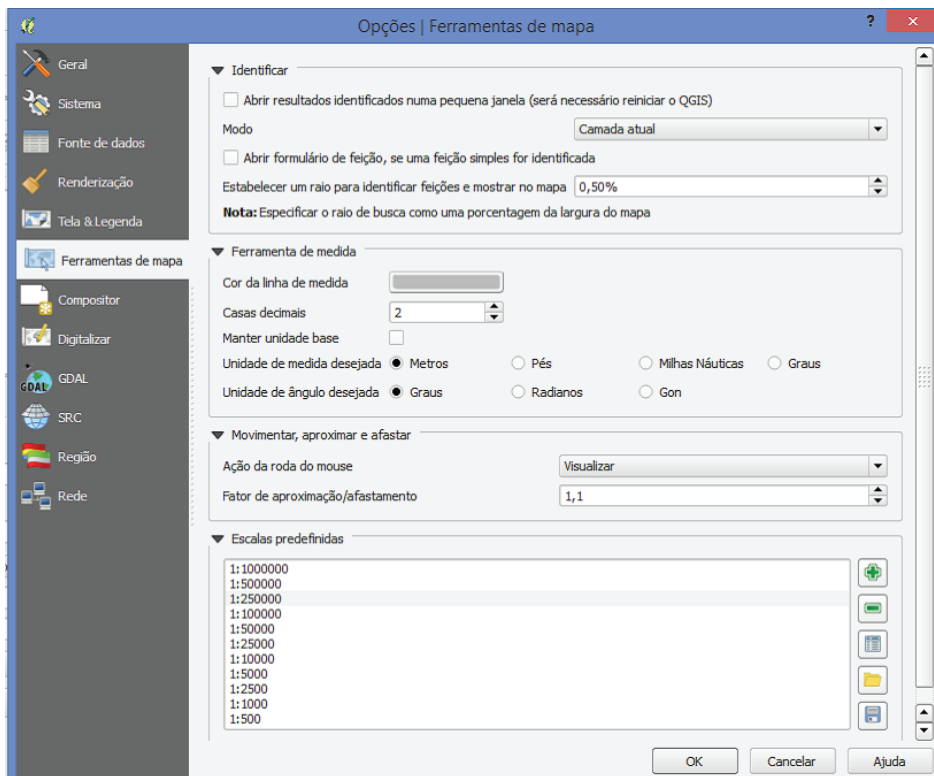 Opções | Ferramentas de mapa
?
Geral
Sistema
Fonte de dados
Renderização
Tela & Legenda
Ferramentas de mapa
Compositor
Digitalizar
GDAL
GDAL
SRC
Região
Rede
Identificar
Abrir resultados identificados numa pequena janela (será necessário reiniciar o QGIS)
Modo Camada atual
Abrir formulário de feição, se uma feição simples for identificada
Estabelecer um raio para identificar feições e mostrar no mapa 0,50%
Nota: Especificar o raio de busca como uma porcentagem da largura do mapa
Ferramenta de medida
Cor da linha de medida
Casas decimais 2
Manter unidade base
Unidade de medida desejada Metros Pés Milhas Náuticas Graus
Unidade de ângulo desejada Graus Radianos Gon
Movimentar, aproximar e afastar
Ação da roda do mouse Visualizar
Fator de aproximação/afastamento 1,1
Escalas predefinidas
1:1000000
1:500000
1:250000
1:100000
1:50000
1:25000
1:10000
1:5000
1:2500
1:1000
1:500
OK Cancelar Ajuda